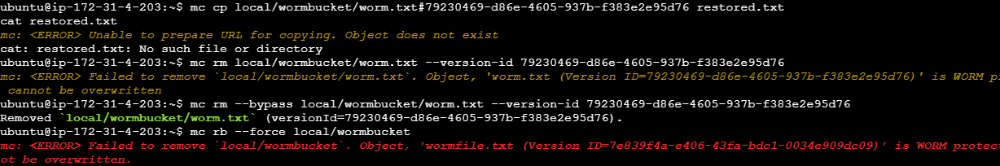 ubuntu@ip-172-31-4-203:~$ mc cp local/wormbucket/worm.txt#79230469-d86e-4605-937b-f383e2e95d76 restored.txt
cat restored.txt
mc: <ERROR> Unable to prepare URL for copying. Object does not exist
cat: restored.txt: No such file or directory
ubuntu@ip-172-31-4-203:~$ mc rm local/wormbucket/worm.txt --version-id 79230469-d86e-4605-937b-f383e2e95d76
mc: <ERROR> Failed to remove `local/wormbucket/worm.txt`. Object, 'worm.txt (Version ID=79230469-d86e-4605-937b-f383e2e95d76)' is WORM pr
 cannot be overwritten
ubuntu@ip-172-31-4-203:~$ mc rm --bypass local/wormbucket/worm.txt --version-id 79230469-d86e-4605-937b-f383e2e95d76
Removed `local/wormbucket/worm.txt` (versionId=79230469-d86e-4605-937b-f383e2e95d76).
ubuntu@ip-172-31-4-203:~$ mc rb --force local/wormbucket
mc: <ERROR> Failed to remove `local/wormbucket`. Object, 'wormfile.txt (Version ID=7e839f4a-e406-43fa-bdc1-0034e909dc09)' is WORM protect
ot be overwritten.